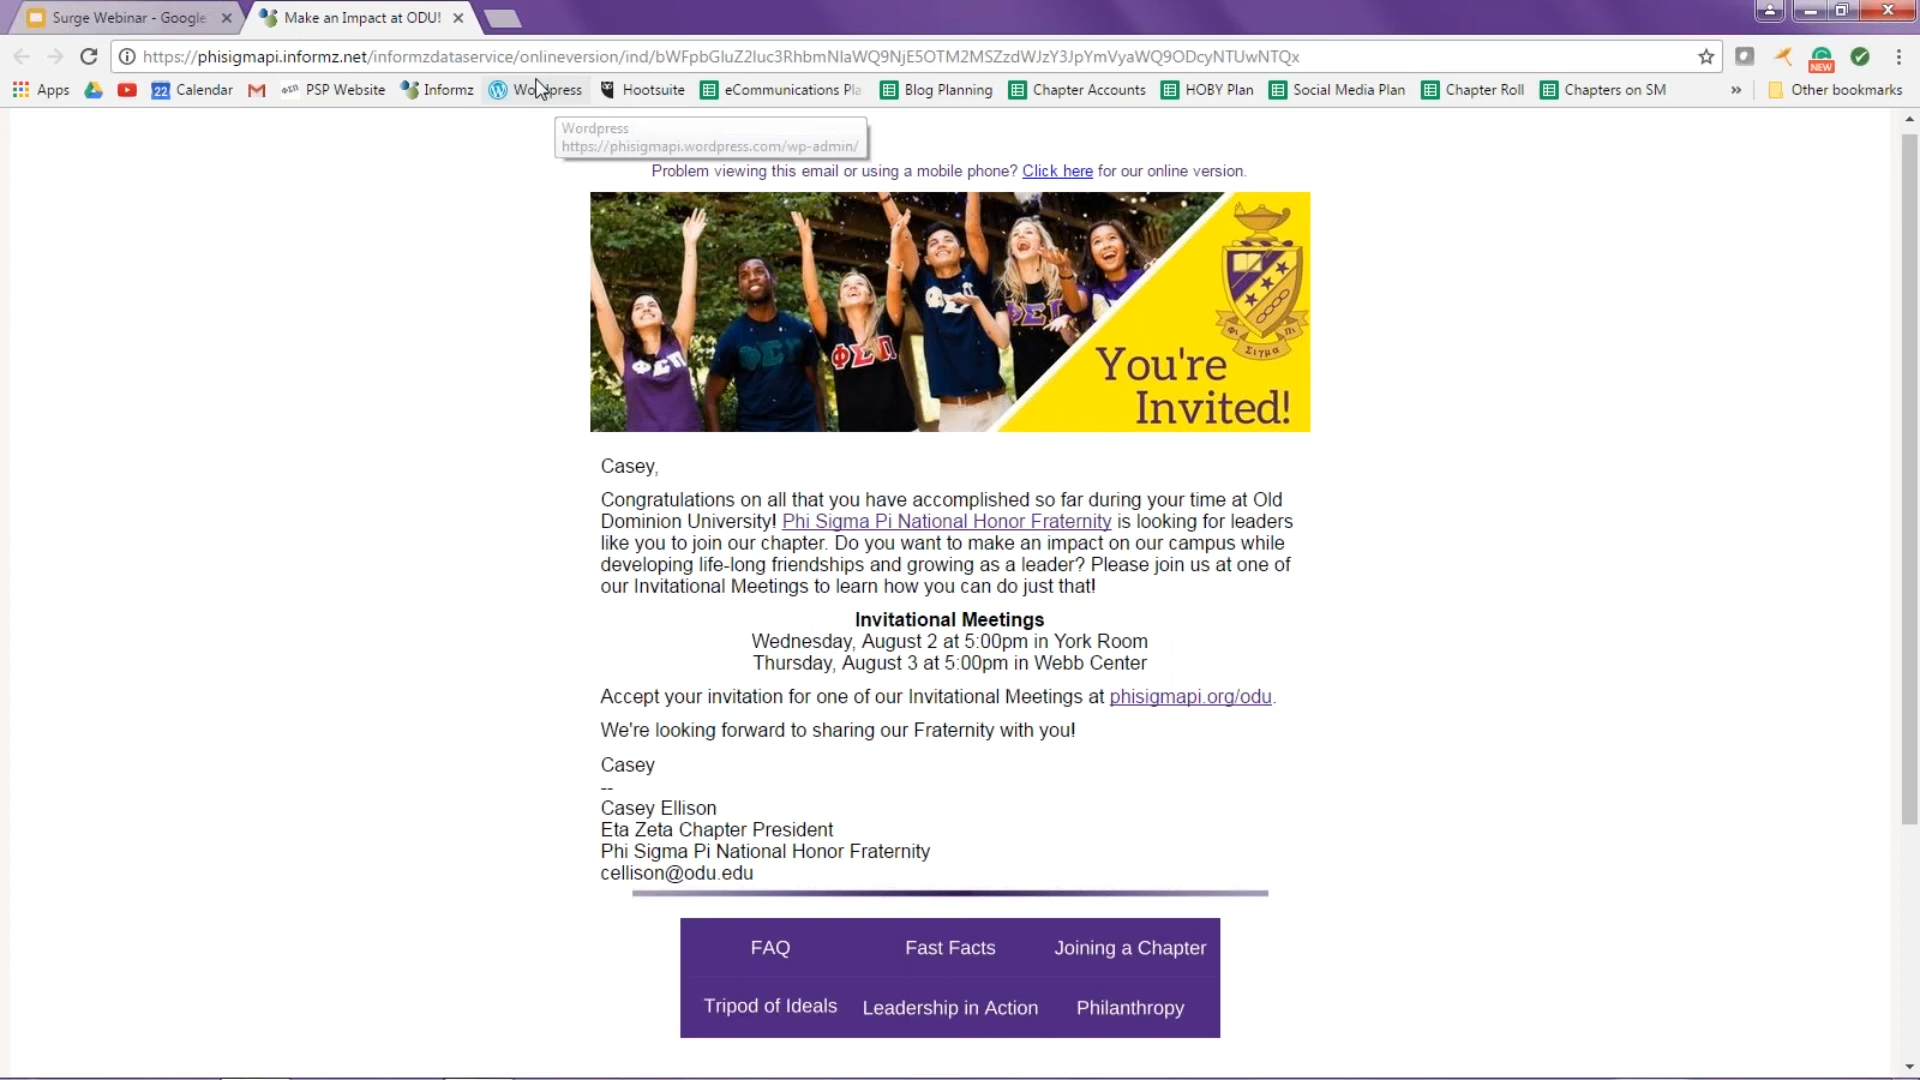 Surge Webinar - Google
Make an Impact at ODU!
https://phisigmapi.informz.net/informzdataservice/onlineversion/ind/bWFpbGluZ2luc3RhbmNlaWQ9NjE5OTM2MSZzdWJzY3JpYmVyaWQ9ODcyNTUwNTQx
NEW
Apps
22 Calendar
ΦΣΠ PSP Website
Informz
Wordpress
Hootsuite
eCommunications Pla
Blog Planning
Chapter Accounts
HOBY Plan
Social Media Plan
Chapter Roll
Chapters on SM
»
Other bookmarks
Wordpress
https://phisigmapi.wordpress.com/wp-admin/
Problem viewing this email or using a mobile phone? Click here for our online version.
ΦΣΠ
ΦΣΠ
ΦΣΠ
ΦΣΠ
Φι Σιγμα Πι
You're
Invited!
Casey,
Congratulations on all that you have accomplished so far during your time at Old
Dominion University! Phi Sigma Pi National Honor Fraternity is looking for leaders
like you to join our chapter. Do you want to make an impact on our campus while
developing life-long friendships and growing as a leader? Please join us at one of
our Invitational Meetings to learn how you can do just that!
Invitational Meetings
Wednesday, August 2 at 5:00pm in York Room
Thursday, August 3 at 5:00pm in Webb Center
Accept your invitation for one of our Invitational Meetings at phisigmapi.org/odu.
We're looking forward to sharing our Fraternity with you!
Casey
--
Casey Ellison
Eta Zeta Chapter President
Phi Sigma Pi National Honor Fraternity
cellison@odu.edu
FAQ
Fast Facts
Joining a Chapter
Tripod of Ideals
Leadership in Action
Philanthropy